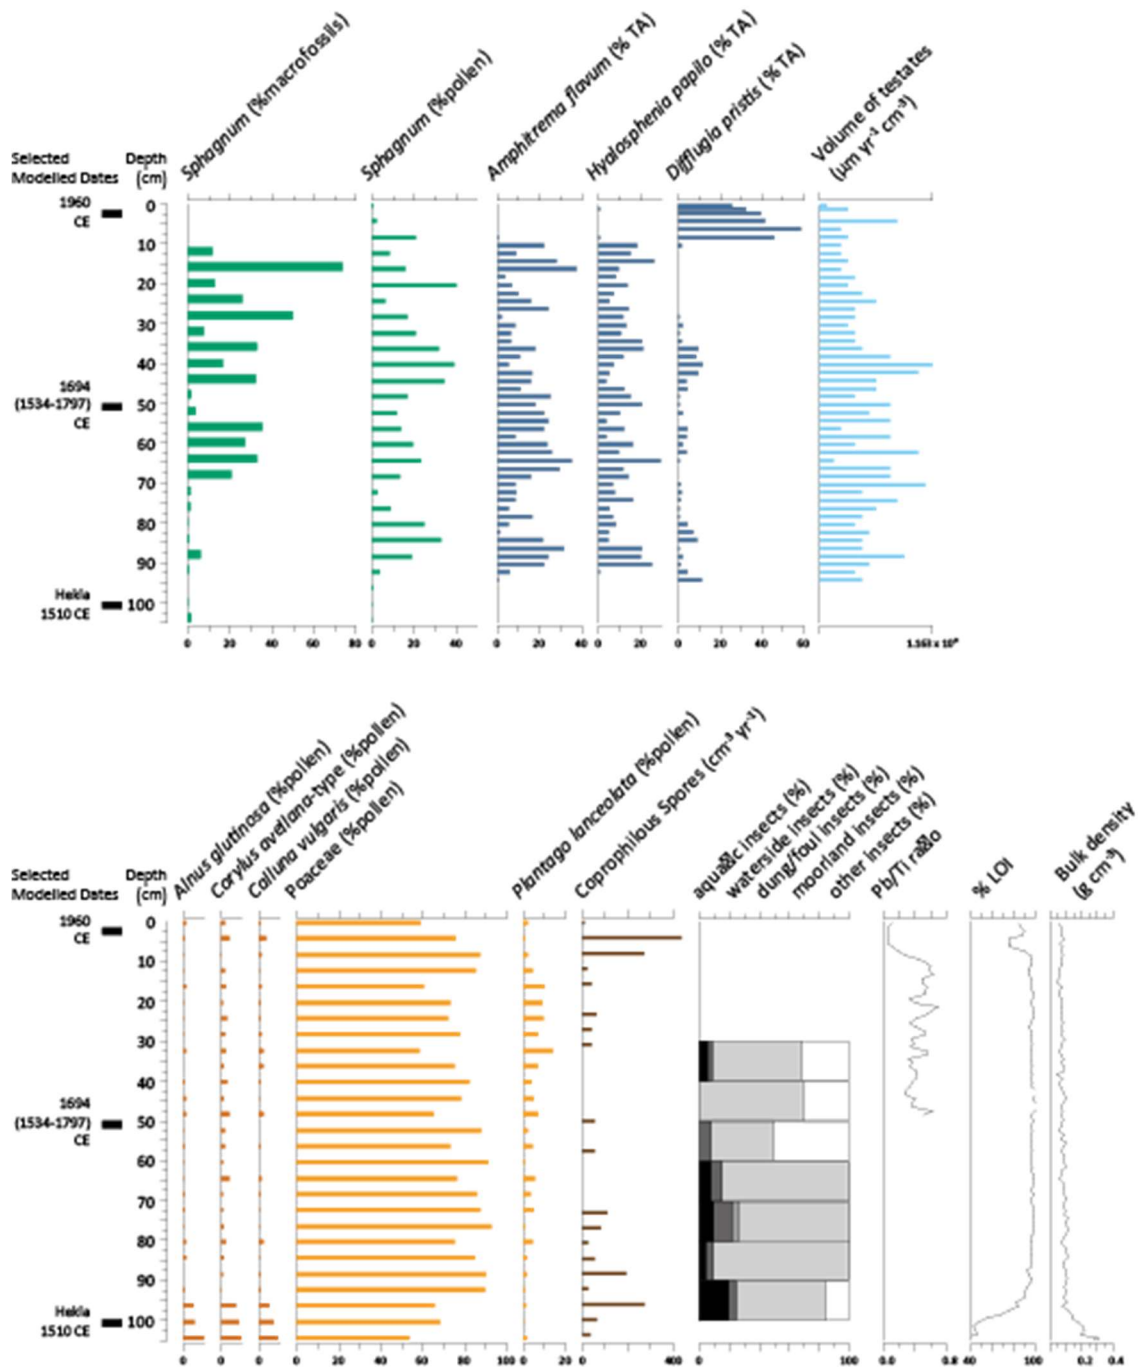 Sphagnum (%macrofossils)
Sphagnum (%pollen)
Amphitrema flavum (% TA)
Hyalosphenia papilo (% TA)
Difflugia pristis (% TA)
Volume of testates
(µm yr⁻¹ cm⁻³)
Selected
Modelled Dates
Depth
(cm)
1960
CE
1694
(1534-1797)
CE
Hekla
1510 CE
0
10
20
30
40
50
60
70
80
90
100
0 20 40 60 80
0 20 40
0 20 40
0 20
0 20 40 60
0
Alnus glutinosa (%pollen)
Corylus avellana-type (%pollen)
Calluna vulgaris (%pollen)
Poaceae (%pollen)
Plantago lanceolata (%pollen)
Coprophilous Spores (cm⁻³ yr⁻¹)
waterside insects (%)
dung/foul insects (%)
moorland insects (%)
other insects (%)
% LOI
Bulk density
(g cm⁻³)
Selected
Modelled Dates
Depth
(cm)
1960
CE
1694
(1534-1797)
CE
Hekla
1510 CE
0
10
20
30
40
50
60
70
80
90
100
0
0
0
0 20 40 60 80 100
0 20
0 400
0 100
0.0 0.8
40 100
0.2 0.4